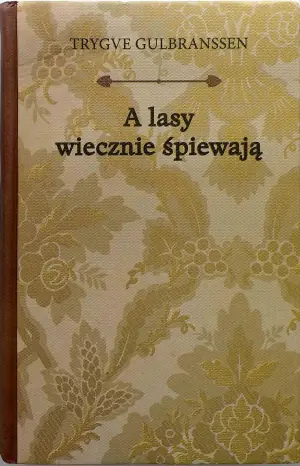 TRYGVE GULBRANSSEN
A lasy
wiecznie śpiewają